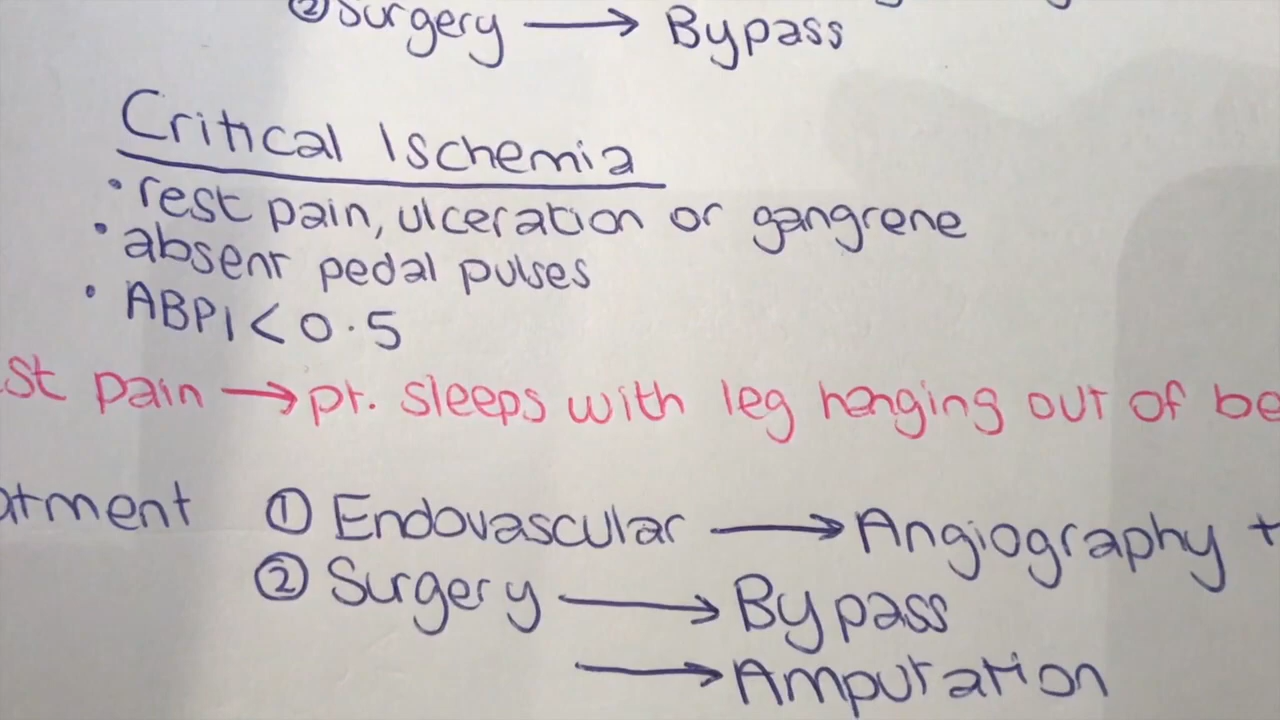 ② Surgery → Bypass
Critical Ischemia
• rest pain, ulceration or gangrene
• absent pedal pulses
• ABPI < 0.5
st pain → pt. sleeps with leg hanging out of be
atment ① Endovascular → Angiography +
② Surgery → Bypass
→ Amputation